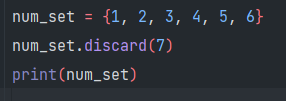 num_set = {1, 2, 3, 4, 5, 6}
num_set.discard(7)
print(num_set)